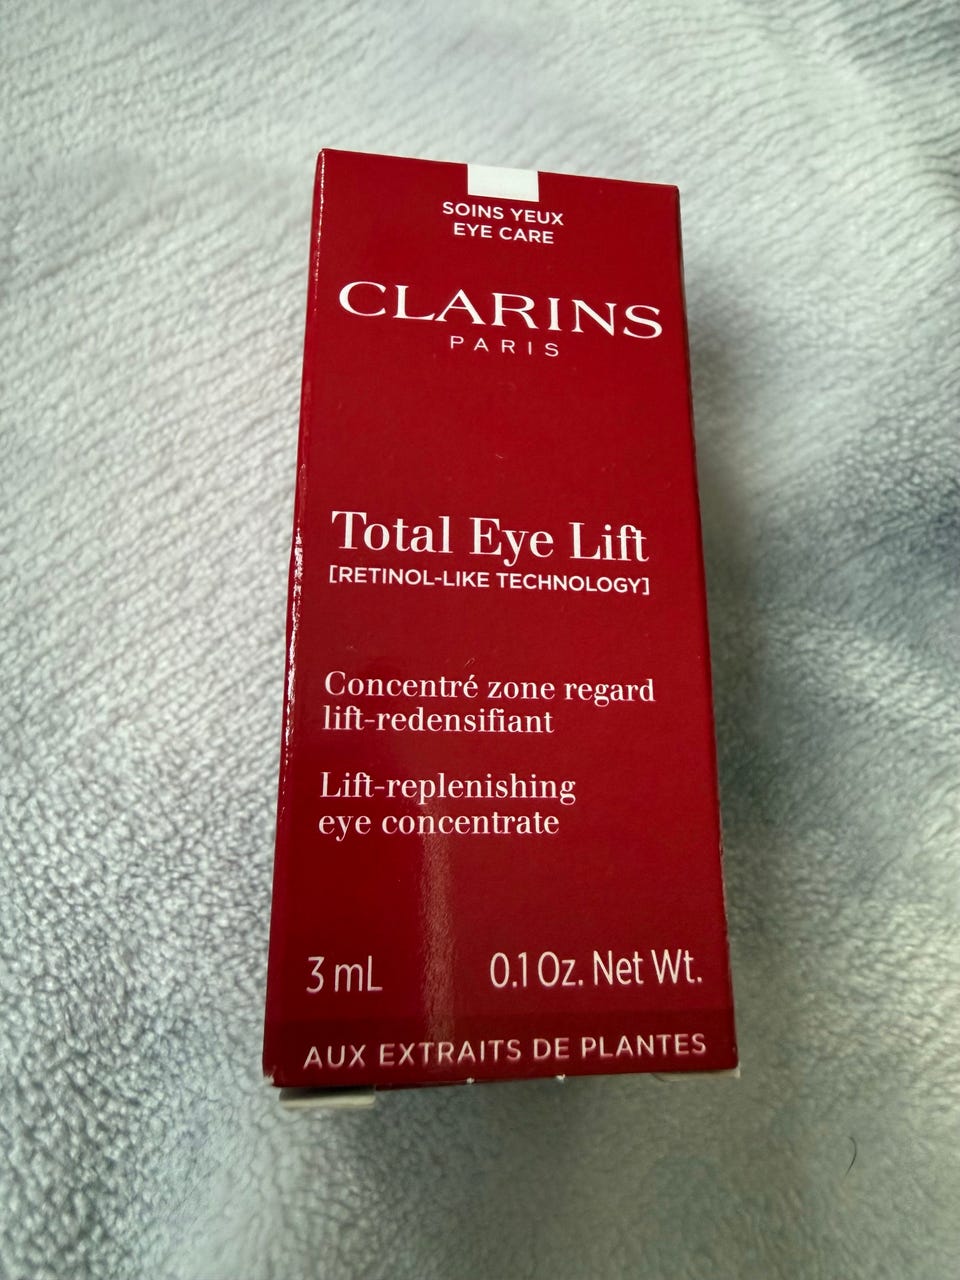 SOINS YEUX
EYE CARE
CLARINS
PARIS
Total Eye Lift
[RETINOL-LIKE TECHNOLOGY]
Concentré zone regard
lift-redensifiant
Lift-replenishing
eye concentrate
3 mL 0.1 Oz. Net Wt.
AUX EXTRAITS DE PLANTES